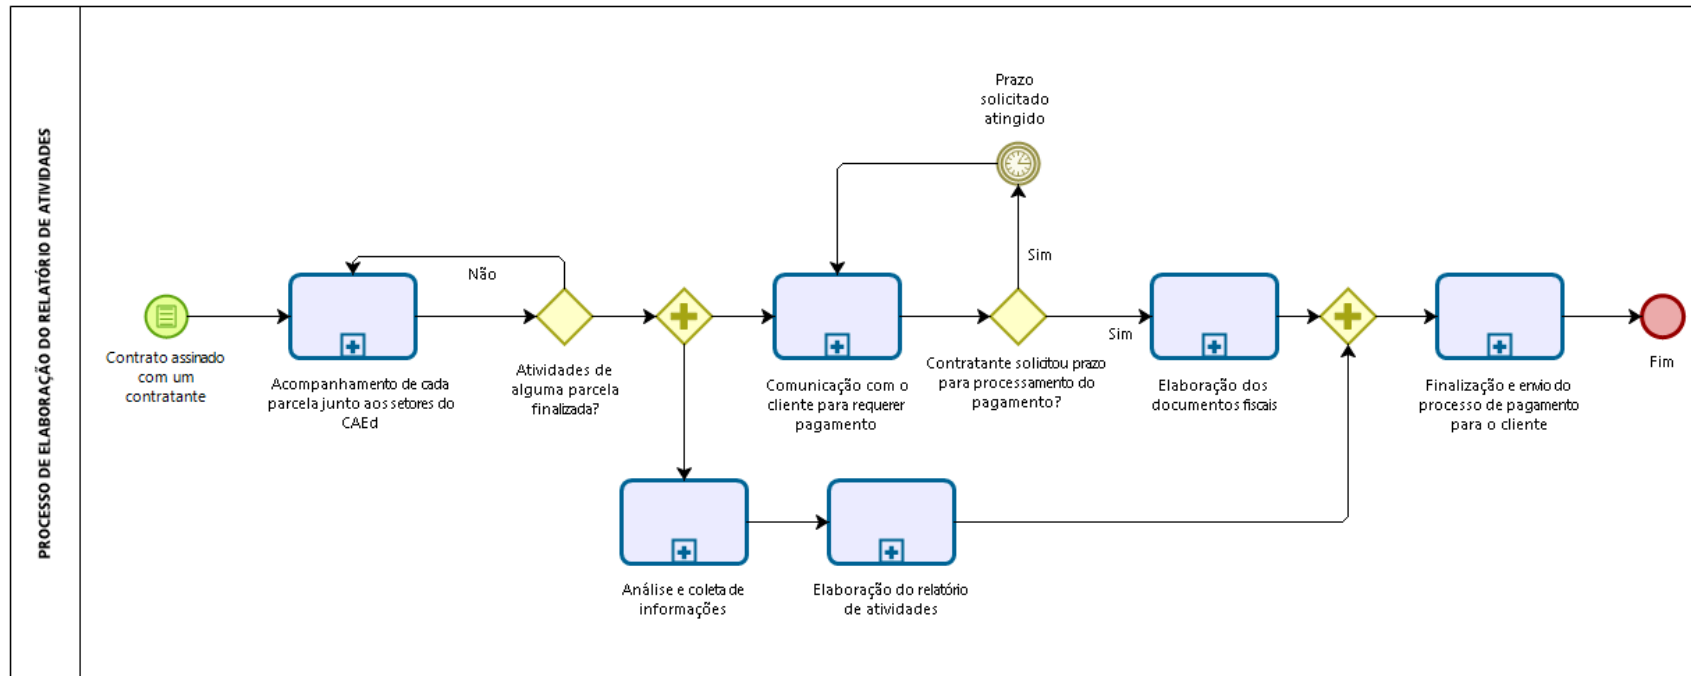 PROCESSO DE ELABORAÇÃO DO RELATÓRIO DE ATIVIDADES
Contrato assinado
com um
contratante
Acompanhamento de cada
parcela junto aos setores do
CAEd
Não
Atividades de
alguma parcela
finalizada?
Comunicação com o
cliente para requerer
pagamento
Prazo
solicitado
atingido
Sim
Contratante solicitou prazo
para processamento do
pagamento?
Sim
Elaboração dos
documentos fiscais
Finalização e envio do
processo de pagamento
para o cliente
Fim
Análise e coleta de
informações
Elaboração do relatório
de atividades